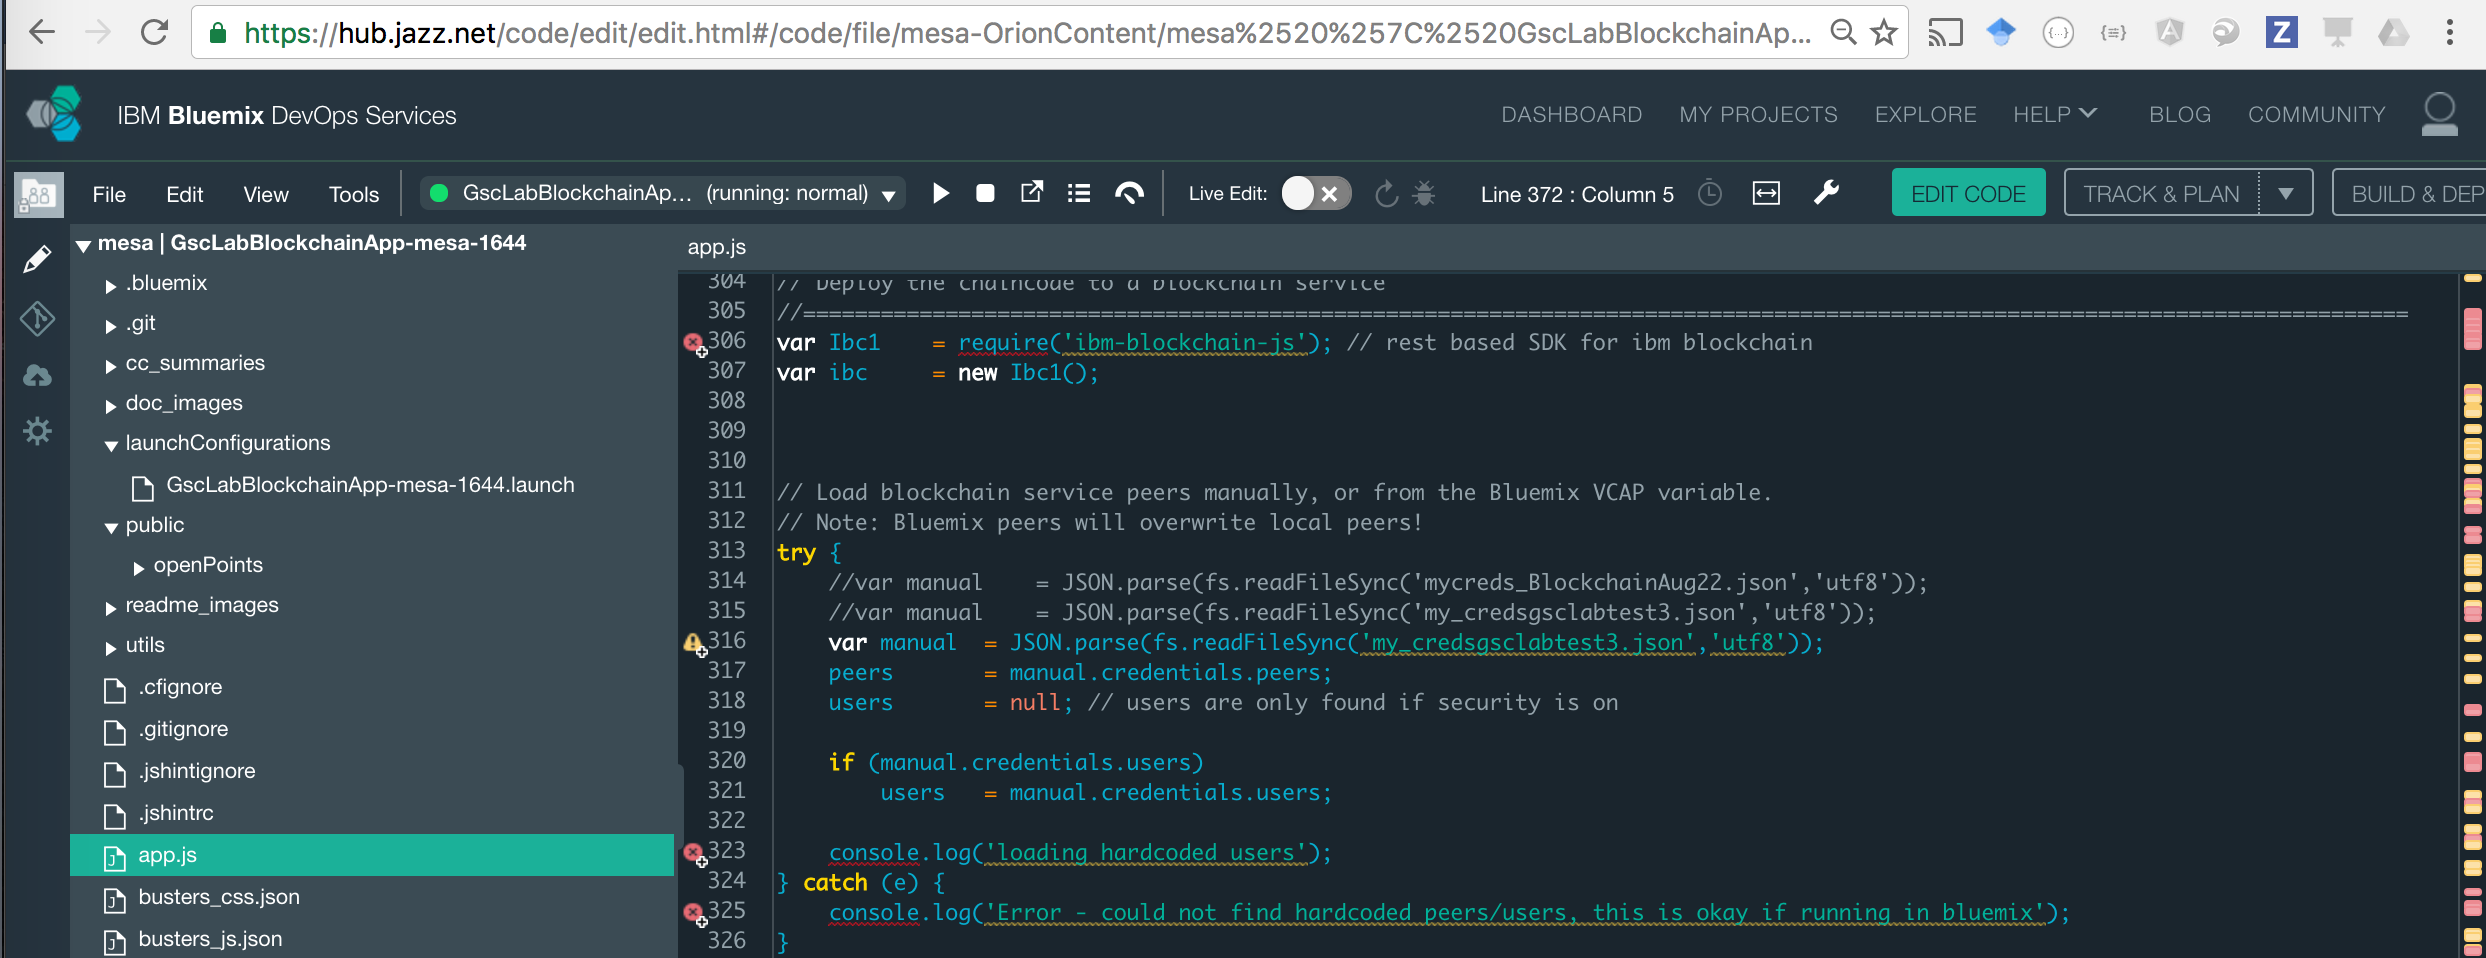 https://hub.jazz.net/code/edit/edit.html#/code/file/mesa-OrionContent/mesa%2520%257C%2520GscLabBlockchainAp...
Z
IBM Bluemix DevOps Services
DASHBOARD MY PROJECTS EXPLORE HELP BLOG COMMUNITY
File Edit View Tools GscLabBlockchainAp... (running: normal) Live Edit: Line 372 : Column 5 EDIT CODE TRACK & PLAN BUILD & DEP
mesa | GscLabBlockchainApp-mesa-1644
.bluemix
.git
cc_summaries
doc_images
launchConfigurations
GscLabBlockchainApp-mesa-1644.launch
public
openPoints
readme_images
utils
.cfignore
.gitignore
.jshintignore
.jshintrc
app.js
busters_css.json
busters_js.json
app.js
304 // Deploy the chaincode to a blockchain service
305 //============================================================================================================================
306 var Ibc1    = require('ibm-blockchain-js'); // rest based SDK for ibm blockchain
307 var ibc     = new Ibc1();
308
309
310
311 // Load blockchain service peers manually, or from the Bluemix VCAP variable.
312 // Note: Bluemix peers will overwrite local peers!
313 try {
314     //var manual    = JSON.parse(fs.readFileSync('mycreds_BlockchainAug22.json','utf8'));
315     //var manual    = JSON.parse(fs.readFileSync('my_credsgsclabtest3.json','utf8'));
316     var manual  = JSON.parse(fs.readFileSync('my_credsgsclabtest3.json','utf8'));
317     peers       = manual.credentials.peers;
318     users       = null; // users are only found if security is on
319
320     if (manual.credentials.users)
321         users   = manual.credentials.users;
322
323     console.log('loading hardcoded users');
324 } catch (e) {
325     console.log('Error - could not find hardcoded peers/users, this is okay if running in bluemix');
326 }